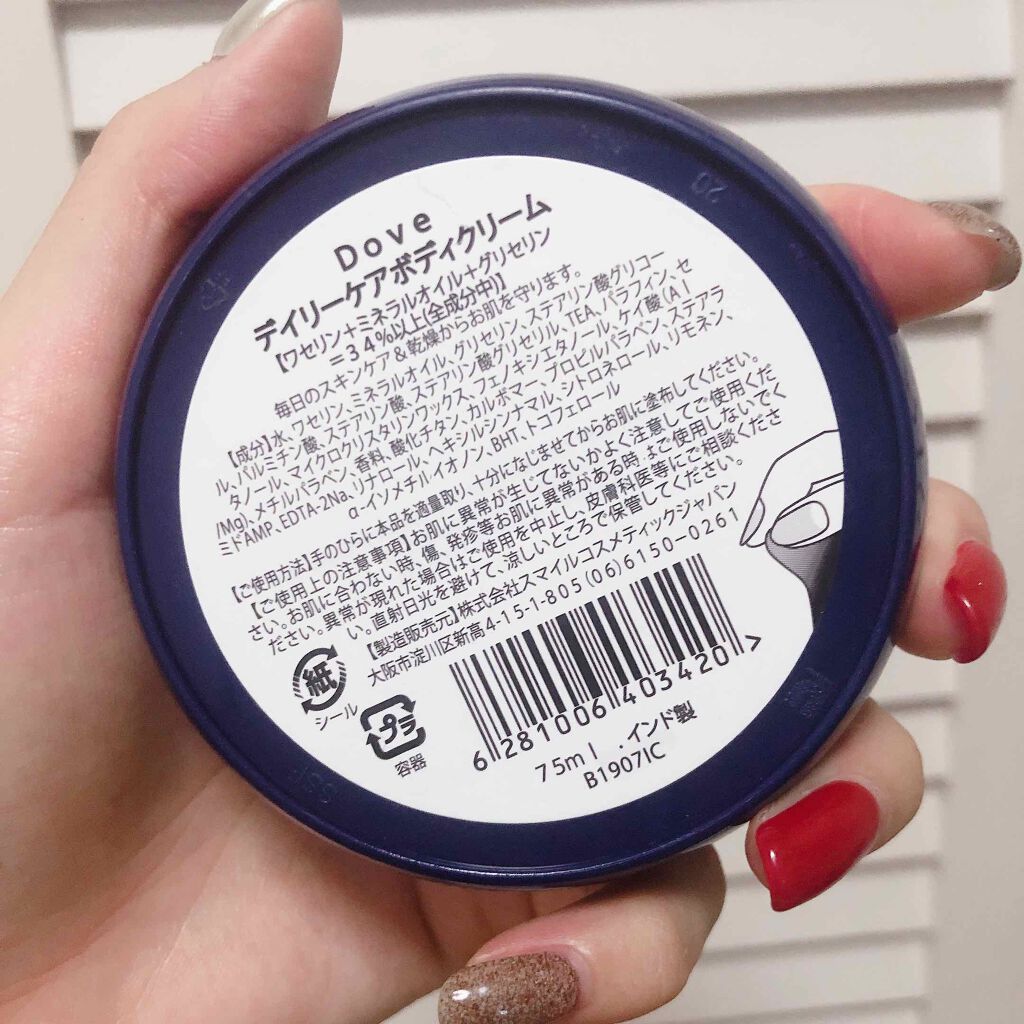 Dove
デイリーケアボディクリーム
【ワセリン+ミネラルオイル+グリセリン
=34%以上(全成分中)】
毎日のスキンケア&乾燥からお肌を守ります。
【成分】水、ワセリン、ミネラルオイル、グリセリン、ステアリン酸グリコー
ル、パルミチン酸、ステアリン酸、ステアリン酸グリセリル、TEA、パラフィン、セ
タノール、マイクロクリスタリンワックス、フェノキシエタノール、ケイ酸(Al
/Mg)、メチルパラベン、香料、酸化チタン、カルボマー、プロピルパラベン、ステアラ
ミドAMP、EDTA-2Na、リナロール、ヘキシルシンナマル、シトロネロール、リモネン、
α-イソメチルイオノン、BHT、トコフェロール
【ご使用方法】手のひらに本品を適量取り、十分になじませてからお肌に塗布してください。
【ご使用上の注意事項】お肌に異常が生じてないかよく注意してご使用くだ
さい。お肌に合わない時、傷、発疹等お肌に異常がある時はご使用しないでく
ださい。異常が現れた場合はご使用を中止し、皮膚科医等にご相談くださ
い。直射日光を避けて、涼しいところで保管してください。
【製造販売元】株式会社スマイルコスメティックジャパン
大阪市淀川区新高4-15-1-805(06)6150-0261
紙
シール
プラ
容器
6 281006 403420 >
75ml .インド製
B1907IC
20